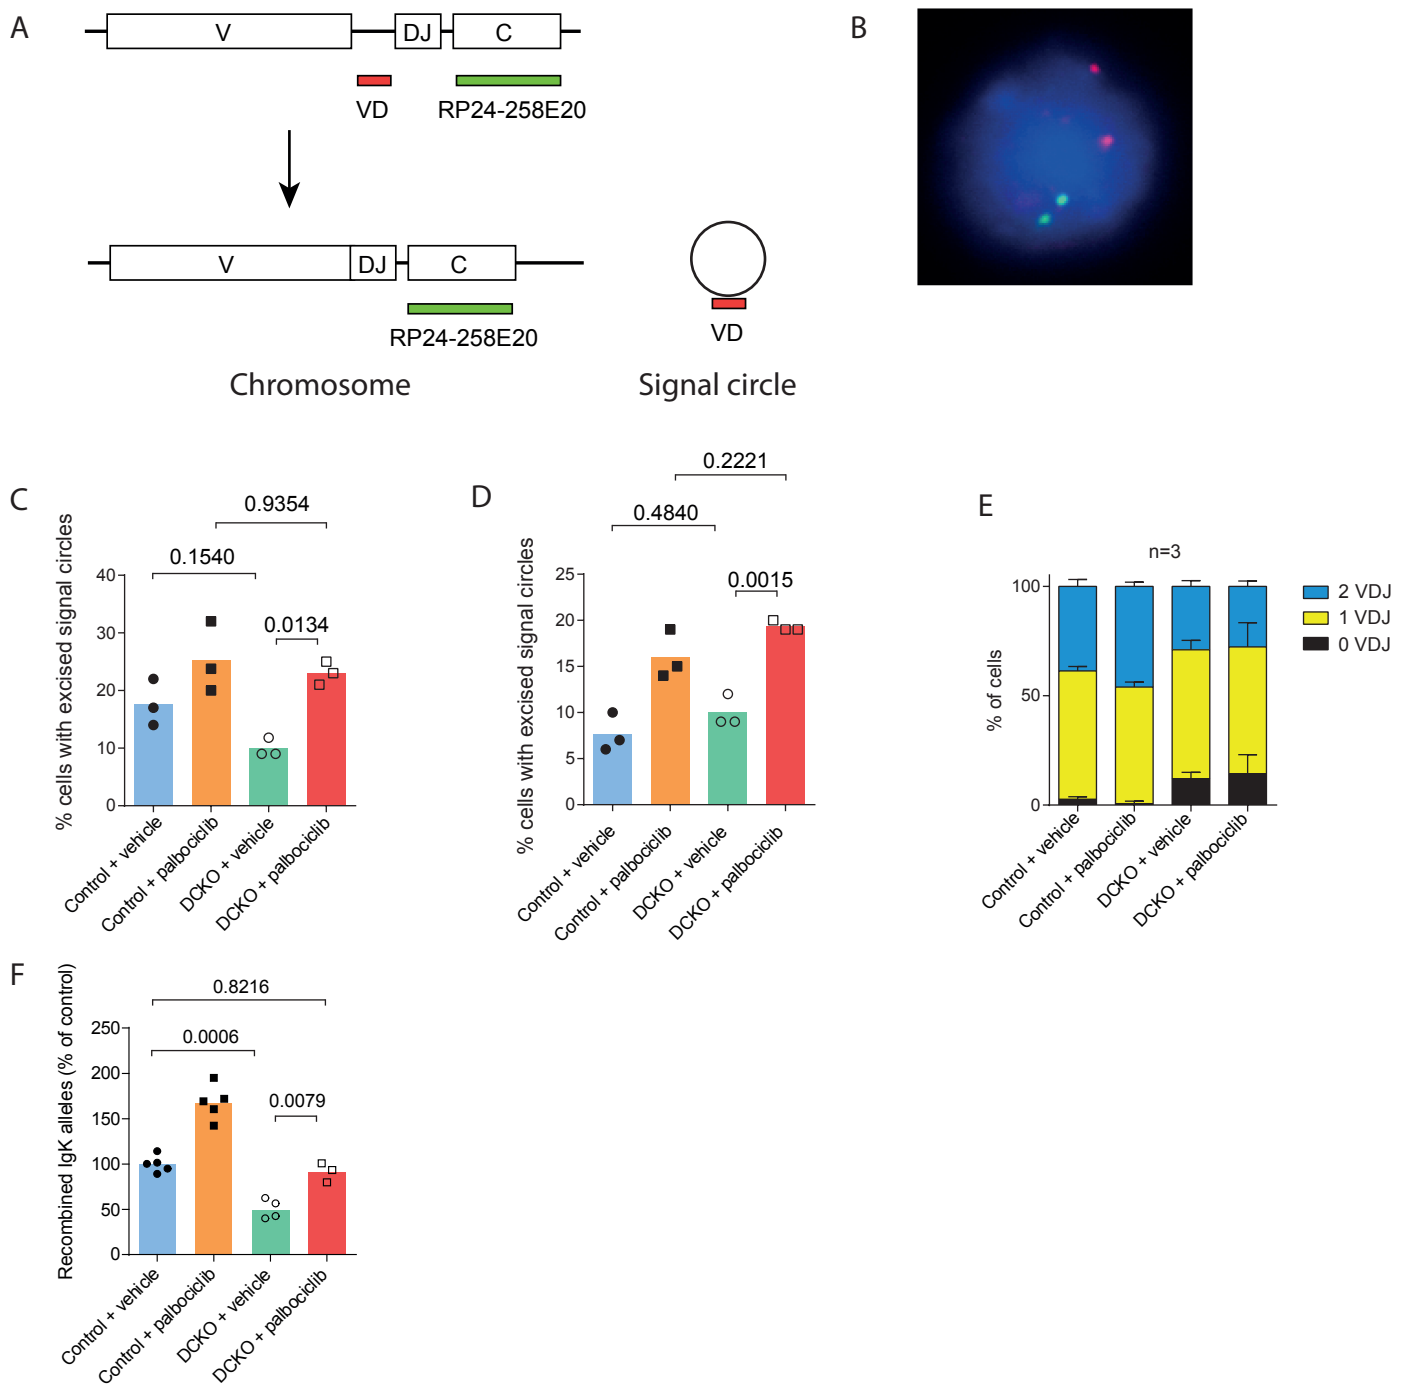 A
V
DJ
C
VD
RP24-258E20
V
DJ
C
RP24-258E20
VD
Chromosome
Signal circle
B
C
% cells with excised signal circles
0.9354
0.1540
0.0134
40
30
20
10
0
Control + vehicle
Control + palbociclib
DCKO + vehicle
DCKO + palbociclib
D
% cells with excised signal circles
0.2221
0.4840
0.0015
25
20
15
10
5
0
Control + vehicle
Control + palbociclib
DCKO + vehicle
DCKO + palbociclib
E
n=3
% of cells
100
50
0
2 VDJ
1 VDJ
0 VDJ
Control + vehicle
Control + palbociclib
DCKO + vehicle
DCKO + palbociclib
F
Recombined IgK alleles (% of control)
0.8216
0.0006
0.0079
250
200
150
100
50
0
Control + vehicle
Control + palbociclib
DCKO + vehicle
DCKO + palbociclib